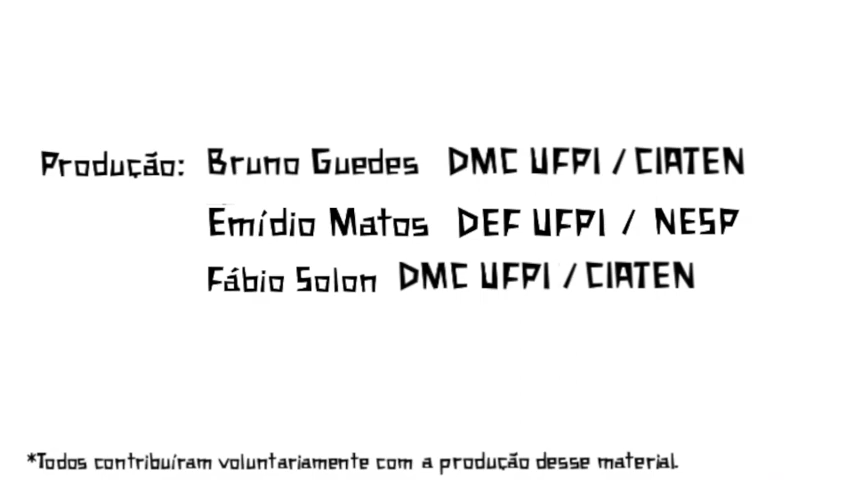 Produção: Bruno Guedes DMC UFPI / CIATEN
Emídio Matos DEF UFPI / NESP
Fábio Solon DMC UFPI / CIATEN
*Todos contribuíram voluntariamente com a produção desse material.